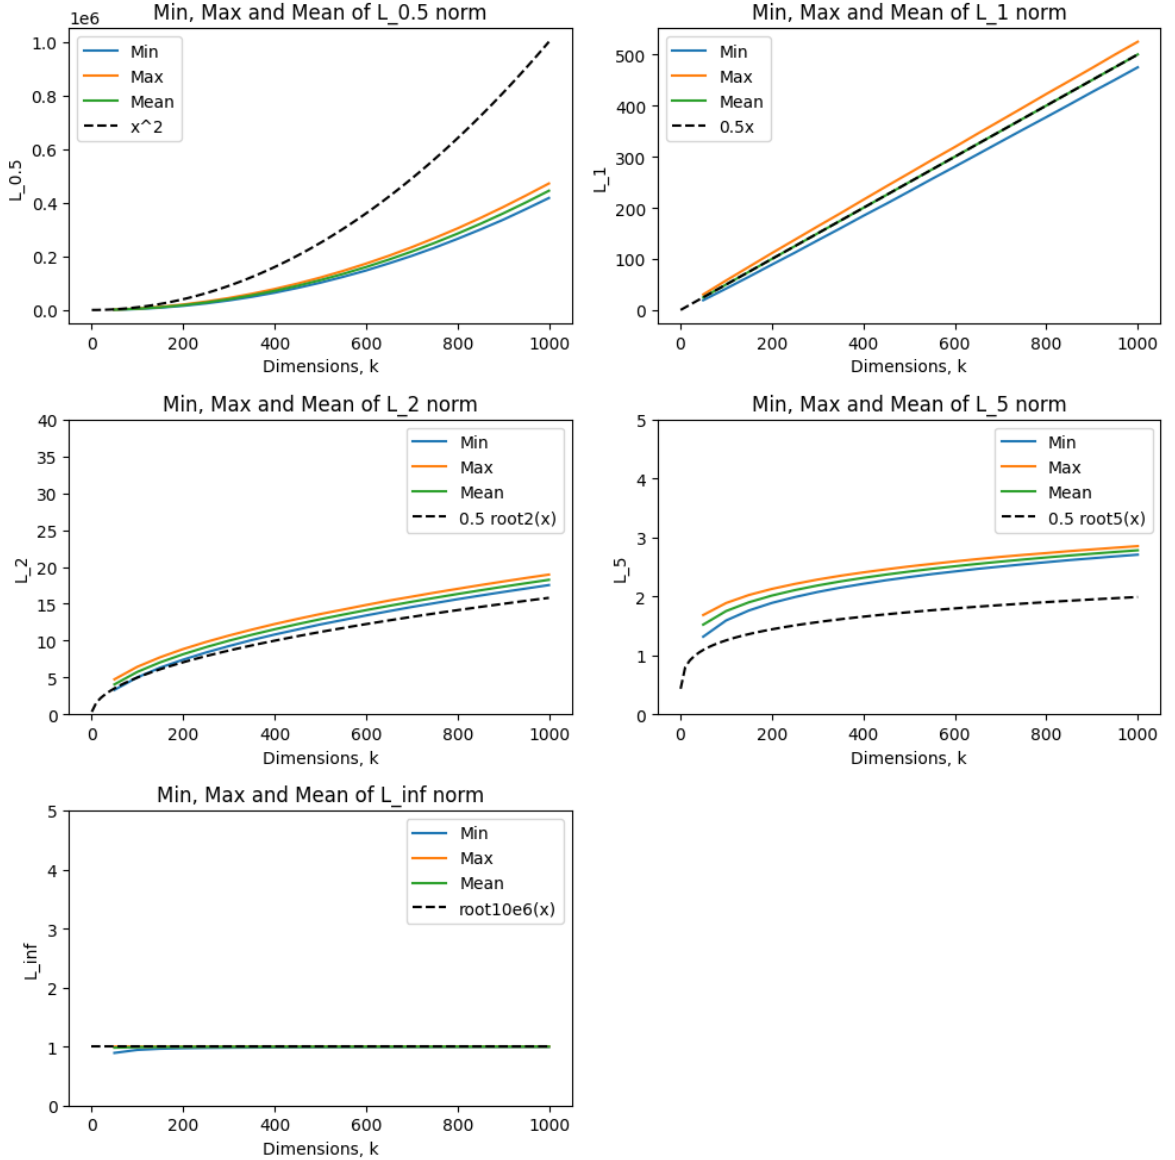 Min, Max and Mean of L_0.5 norm
1e6
1.0
0.8
0.6
0.4
0.2
0.0
L_0.5
Min
Max
Mean
x^2
0 200 400 600 800 1000
Dimensions, k
Min, Max and Mean of L_1 norm
500
400
300
200
100
0
L_1
Min
Max
Mean
0.5x
0 200 400 600 800 1000
Dimensions, k
Min, Max and Mean of L_2 norm
40
35
30
25
20
15
10
5
0
L_2
Min
Max
Mean
0.5 root2(x)
0 200 400 600 800 1000
Dimensions, k
Min, Max and Mean of L_5 norm
5
4
3
2
1
0
L_5
Min
Max
Mean
0.5 root5(x)
0 200 400 600 800 1000
Dimensions, k
Min, Max and Mean of L_inf norm
5
4
3
2
1
0
L_inf
Min
Max
Mean
root10e6(x)
0 200 400 600 800 1000
Dimensions, k